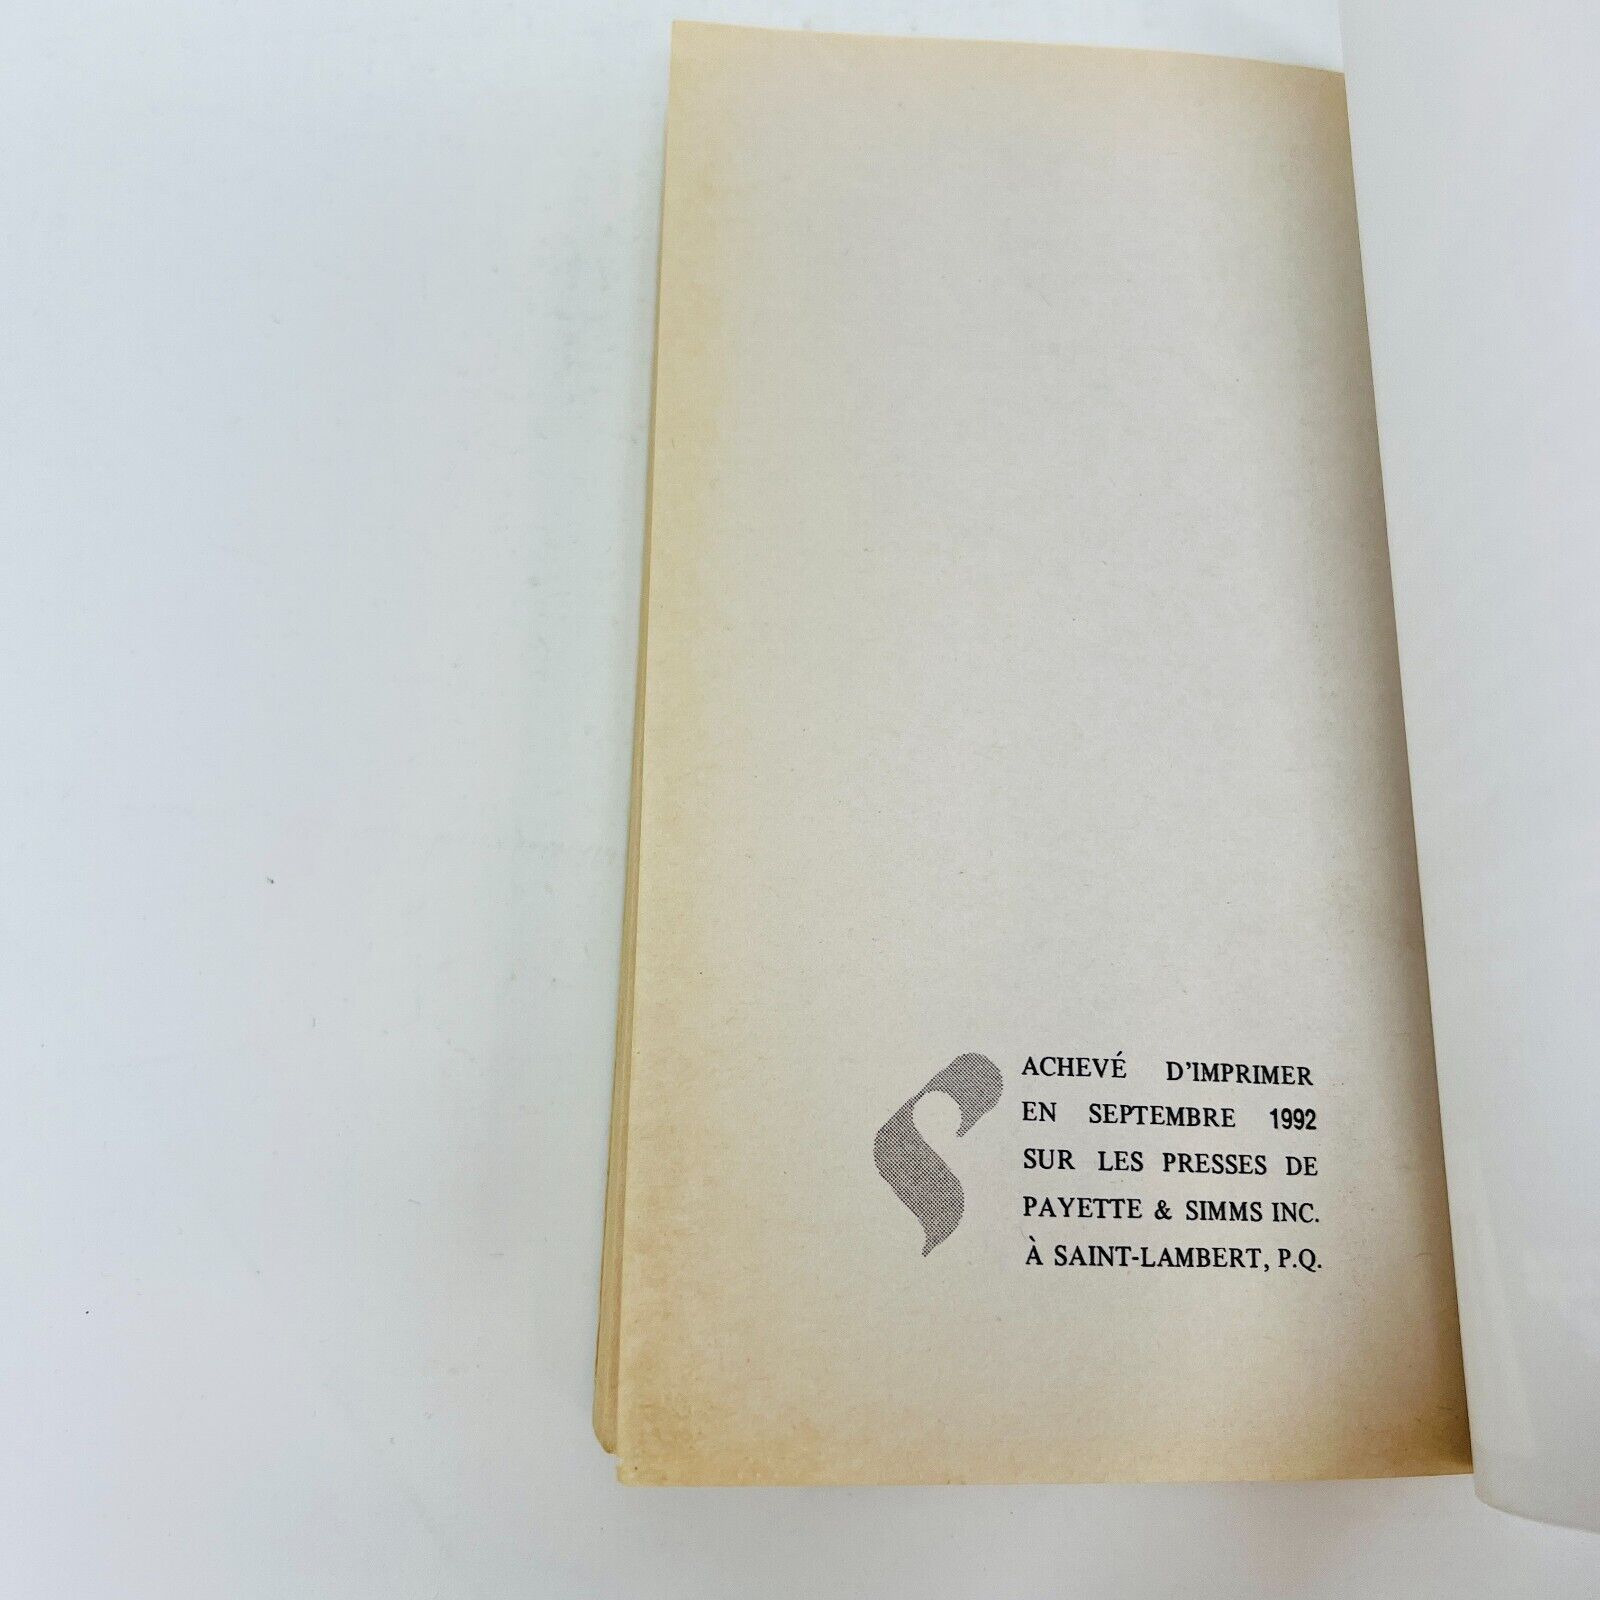 ACHEVÉ D'IMPRIMER
EN SEPTEMBRE 1992
SUR LES PRESSES DE
PAYETTE & SIMMS INC.
À SAINT-LAMBERT, P.Q.